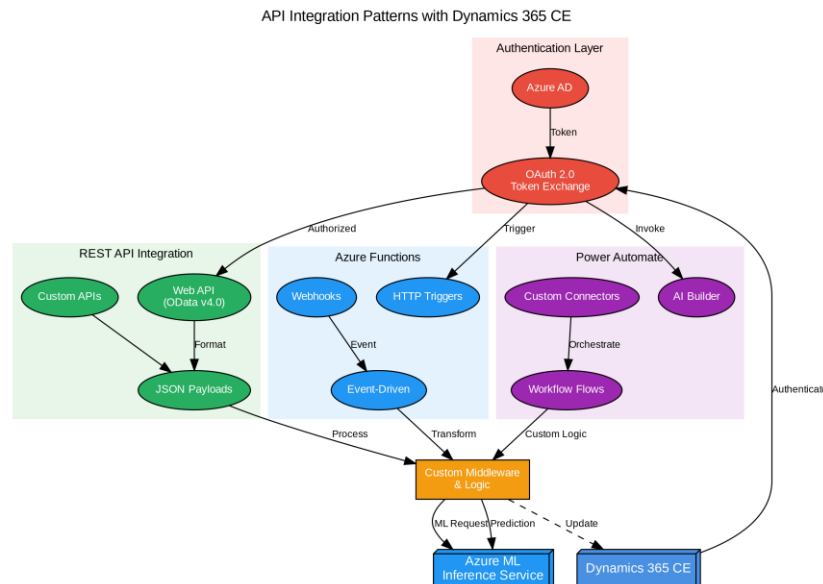 API Integration Patterns with Dynamics 365 CE
Authentication Layer
Azure AD
Token
OAuth 2.0
Token Exchange
Authorized
Trigger
Invoke
REST API Integration
Azure Functions
Power Automate
Custom APIs
Web API
(OData v4.0)
Webhooks
HTTP Triggers
Custom Connectors
AI Builder
Format
Event
Orchestrate
JSON Payloads
Event-Driven
Workflow Flows
Authenticate
Process
Transform
Custom Logic
Custom Middleware
& Logic
ML Request
Prediction
Update
Azure ML
Inference Service
Dynamics 365 CE